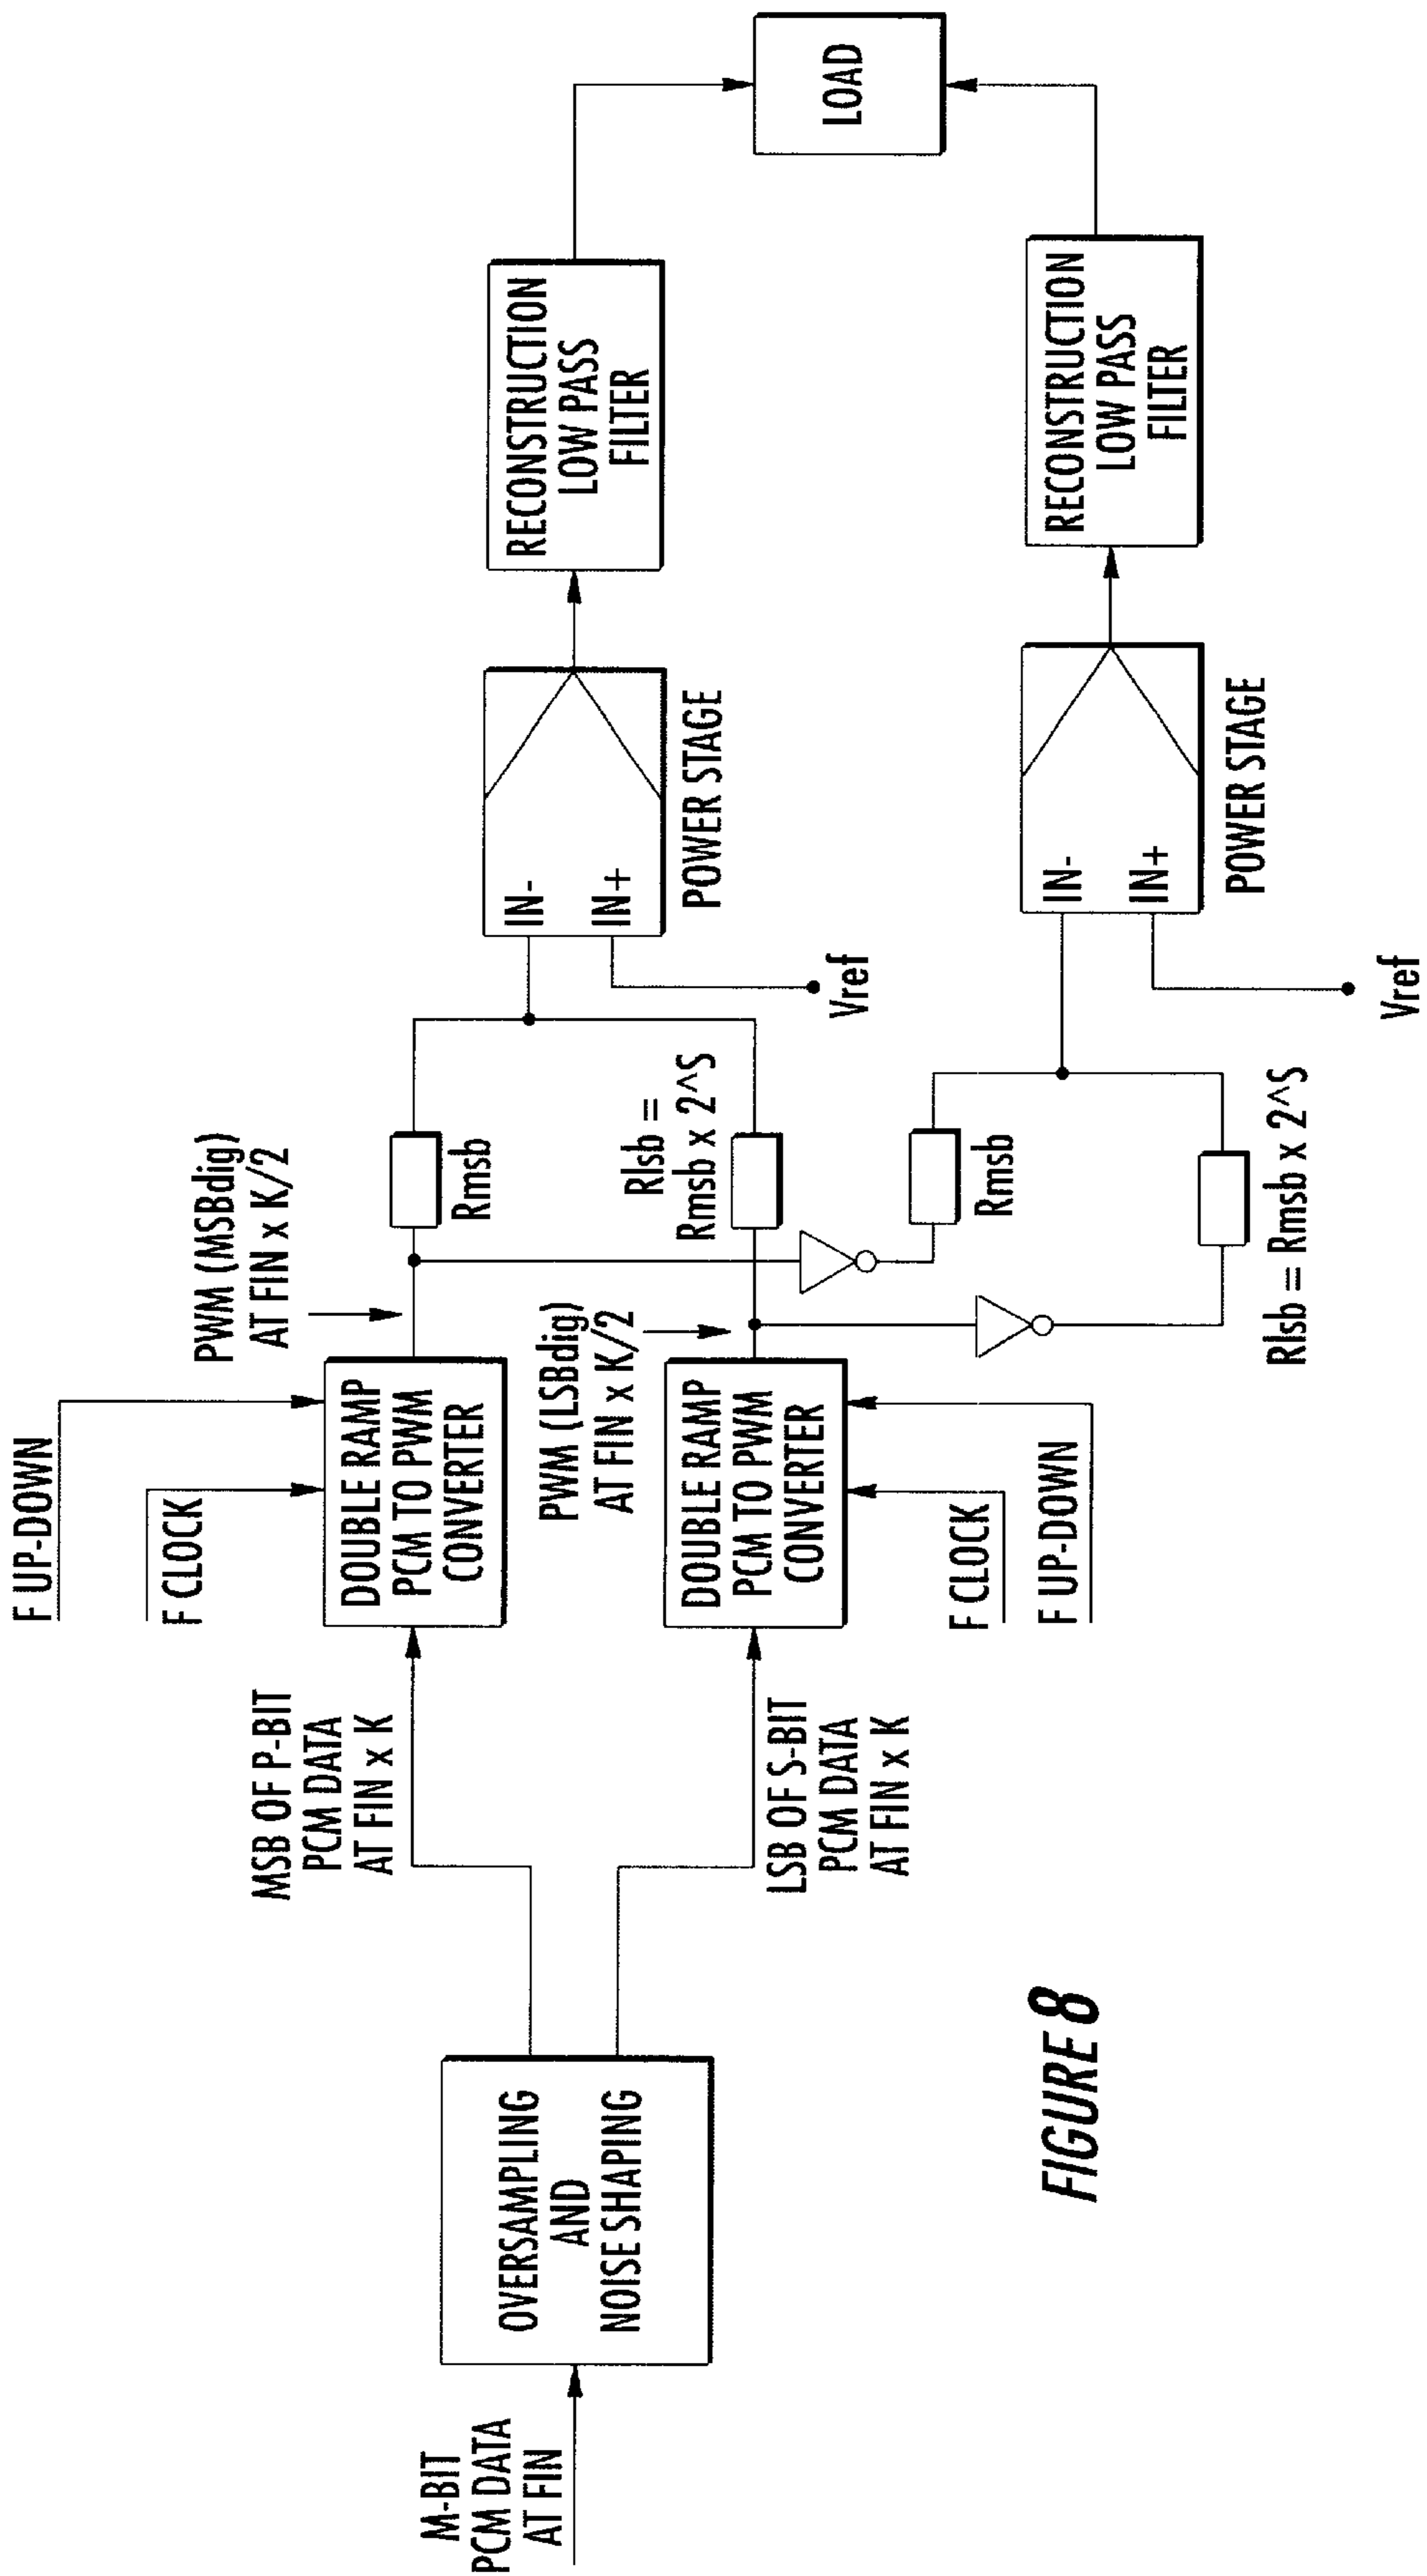 M-BIT
PCM DATA
AT FIN
OVERSAMPLING
AND
NOISE SHAPING
MSB OF P-BIT
PCM DATA
AT FIN x K
LSB OF S-BIT
PCM DATA
AT FIN x K
F UP-DOWN
F CLOCK
DOUBLE RAMP
PCM TO PWM
CONVERTER
PWM (MSBdig)
AT FIN x K/2
DOUBLE RAMP
PCM TO PWM
CONVERTER
PWM (LSBdig)
AT FIN x K/2
F CLOCK
F UP-DOWN
Rmsb
Rlsb =
Rmsb x 2^S
Rmsb
Rlsb = Rmsb x 2^S
IN-
IN+
Vref
POWER STAGE
IN-
IN+
Vref
POWER STAGE
RECONSTRUCTION
LOW PASS
FILTER
RECONSTRUCTION
LOW PASS
FILTER
LOAD
FIGURE 8